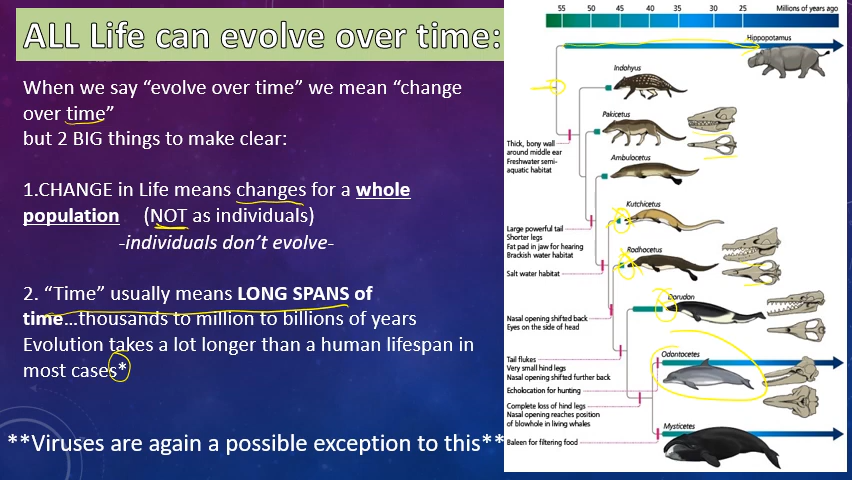 ALL Life can evolve over time:
When we say “evolve over time” we mean “change
over time”
but 2 BIG things to make clear:
1.CHANGE in Life means changes for a whole
population (NOT as individuals)
-individuals don’t evolve-
2. “Time” usually means LONG SPANS of
time…thousands to million to billions of years
Evolution takes a lot longer than a human lifespan in
most cases*
**Viruses are again a possible exception to this**
55 50 45 40 35 30 25 Millions of years ago
Hippopotamus
Indohyus
Pakicetus
Thick, bony wall
around middle ear
Freshwater semi-
aquatic habitat
Ambulocetus
Kutchicetus
Large powerful tail
Shorter legs
Fat pad in jaw for hearing
Brackish water habitat
Rodhocetus
Salt water habitat
Dorudon
Nasal opening shifted back
Eyes on the side of head
Odontocetes
Tail flukes
Very small hind legs
Nasal opening shifted further back
Echolocation for hunting
Complete loss of hind legs
Nasal opening reaches position
of blowhole in living whales
Mysticetes
Baleen for filtering food